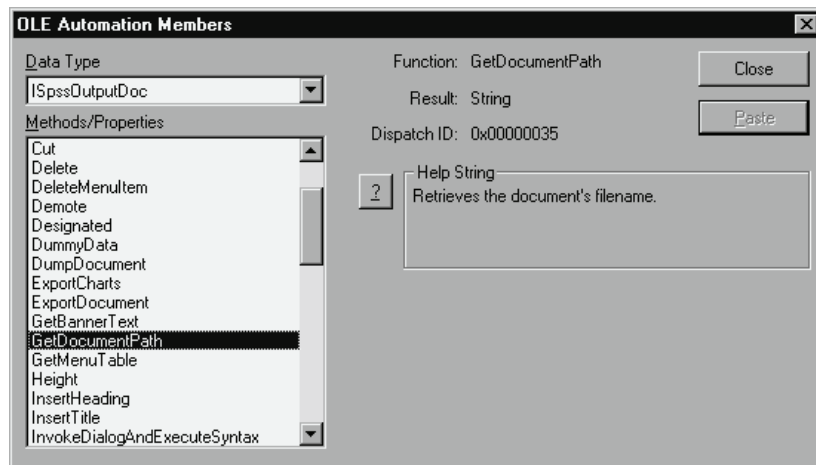 OLE Automation Members
Data Type
ISpssOutputDoc
Methods/Properties
Cut
Delete
DeleteMenuItem
Demote
Designated
DummyData
DumpDocument
ExportCharts
ExportDocument
GetBannerText
GetDocumentPath
GetMenuTable
Height
InsertHeading
InsertTitle
InvokeDialogAndExecuteSyntax
Function: GetDocumentPath
Result: String
Dispatch ID: 0x00000035
?
Help String
Retrieves the document's filename.
Close
Paste